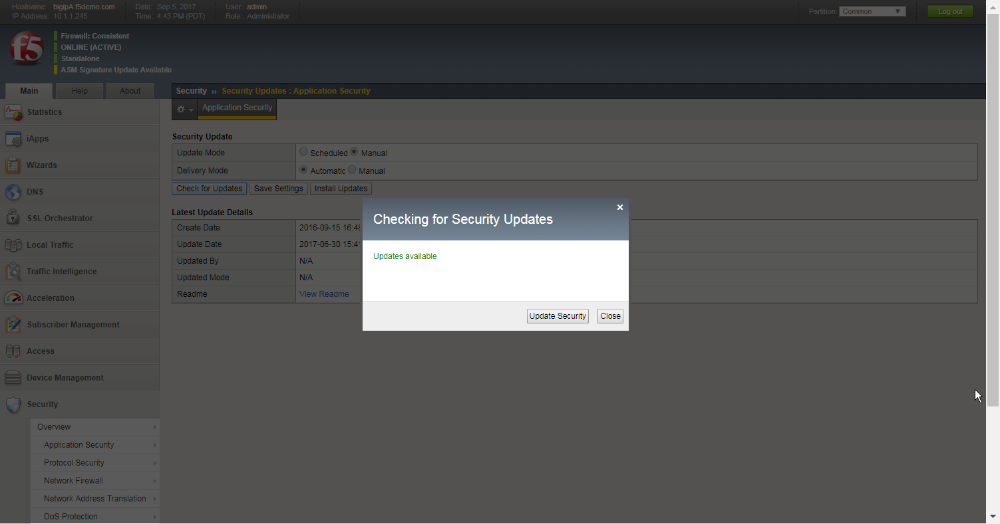 Hostname: bigipA.f5demo.com Date: Sep 5, 2017 User: admin
IP Address: 10.1.1.245 Time: 4:43 PM (PDT) Role: Administrator
Partition: Common Log out
f5
Firewall: Consistent
ONLINE (ACTIVE)
Standalone
ASM Signature Update Available
Main Help About
Security ›› Security Updates : Application Security
Application Security
Statistics
iApps
Wizards
DNS
SSL Orchestrator
Local Traffic
Traffic Intelligence
Acceleration
Subscriber Management
Access
Device Management
Security
Overview
Application Security
Protocol Security
Network Firewall
Network Address Translation
DoS Protection
Security Update
Update Mode Scheduled Manual
Delivery Mode Automatic Manual
Check for Updates Save Settings Install Updates
Latest Update Details
Create Date 2016-09-15 16:48
Update Date 2017-06-30 15:4
Updated By N/A
Updated Mode N/A
Readme View Readme
Checking for Security Updates
Updates available
Update Security Close